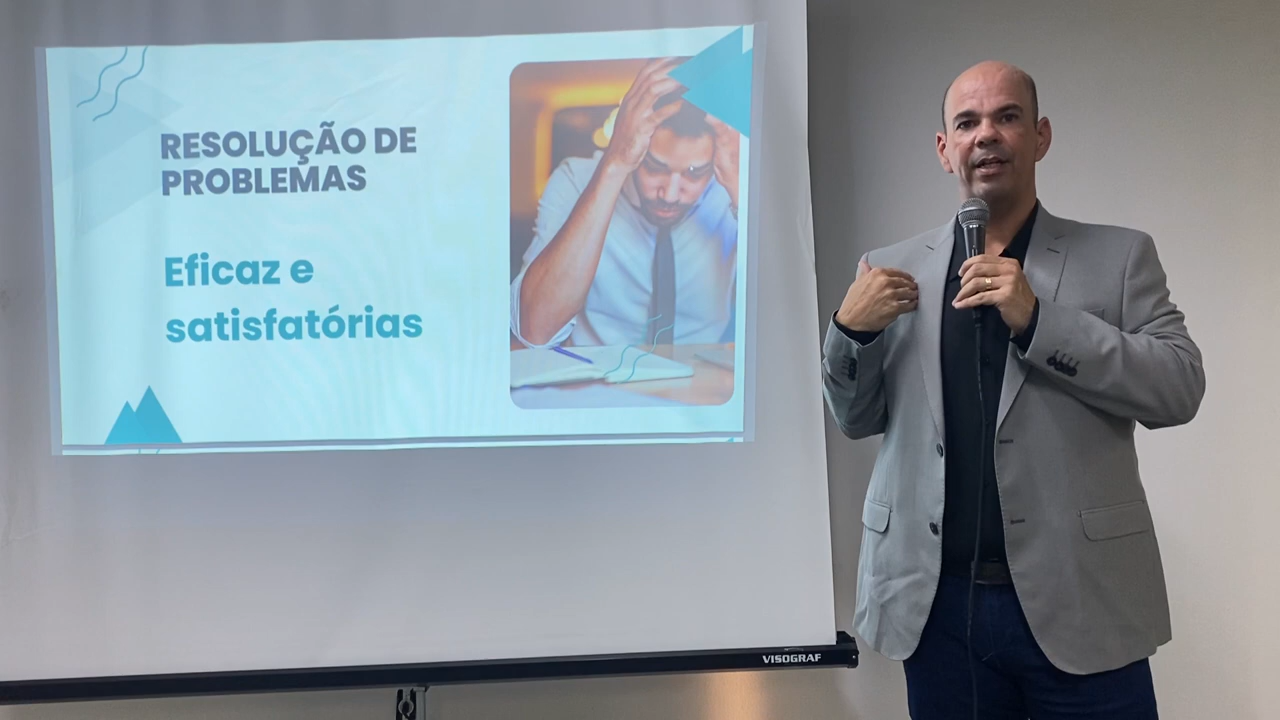 RESOLUÇÃO DE
PROBLEMAS
Eficaz e
satisfatórias
VISOGRAF